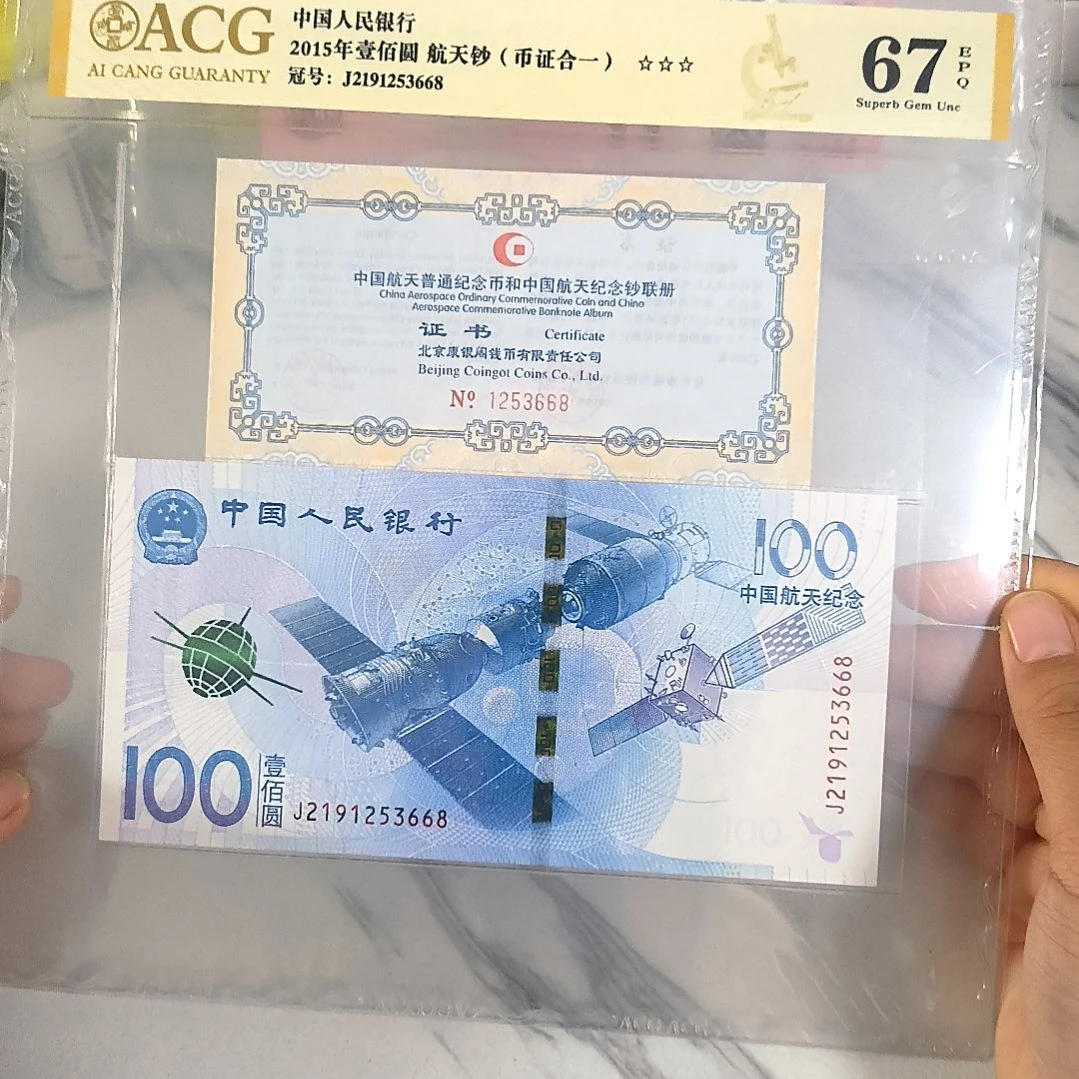 ACG
AI CANG GUARANTY
中国人民银行
2015年壹佰圆 航天钞（币证合一） ☆☆☆
冠号: J2191253668
67
EPQ
Superb Gem Unc
中国航天普通纪念币和中国航天纪念钞联册
China Aerospace Ordinary Commemorative Coin and China
Aerospace Commemorative Banknote Album
证书 Certificate
北京康银阁钱币有限责任公司
Beijing Coingot Coins Co., Ltd.
Nº 1253668
中国人民银行
100
中国航天纪念
J2191253668
100
壹佰圆
J2191253668
100